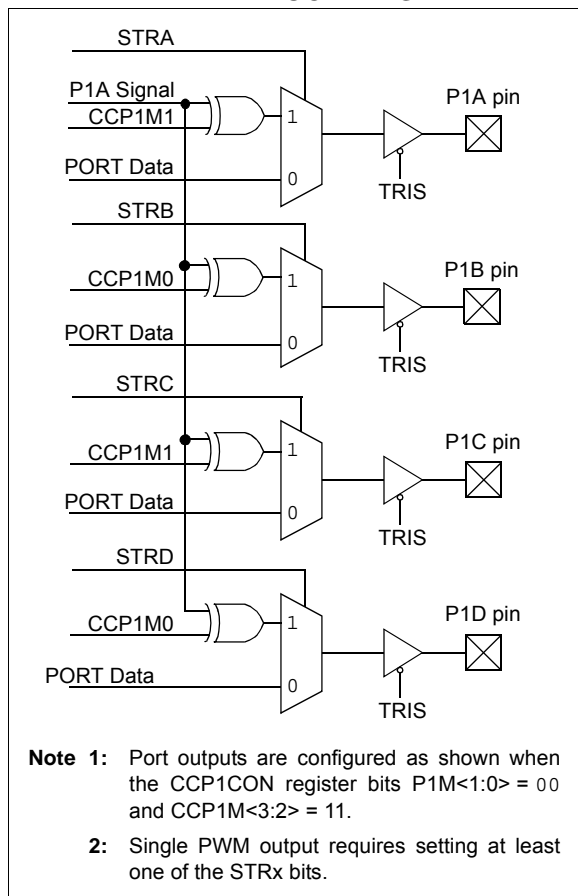 STRA
P1A Signal
CCP1M1
1
P1A pin
PORT Data
0
TRIS
STRB
CCP1M0
1
P1B pin
PORT Data
0
TRIS
STRC
CCP1M1
1
P1C pin
PORT Data
0
TRIS
STRD
CCP1M0
1
P1D pin
PORT Data
0
TRIS
Note 1: Port outputs are configured as shown when
the CCP1CON register bits P1M<1:0> = 00
and CCP1M<3:2> = 11.
2: Single PWM output requires setting at least
one of the STRx bits.